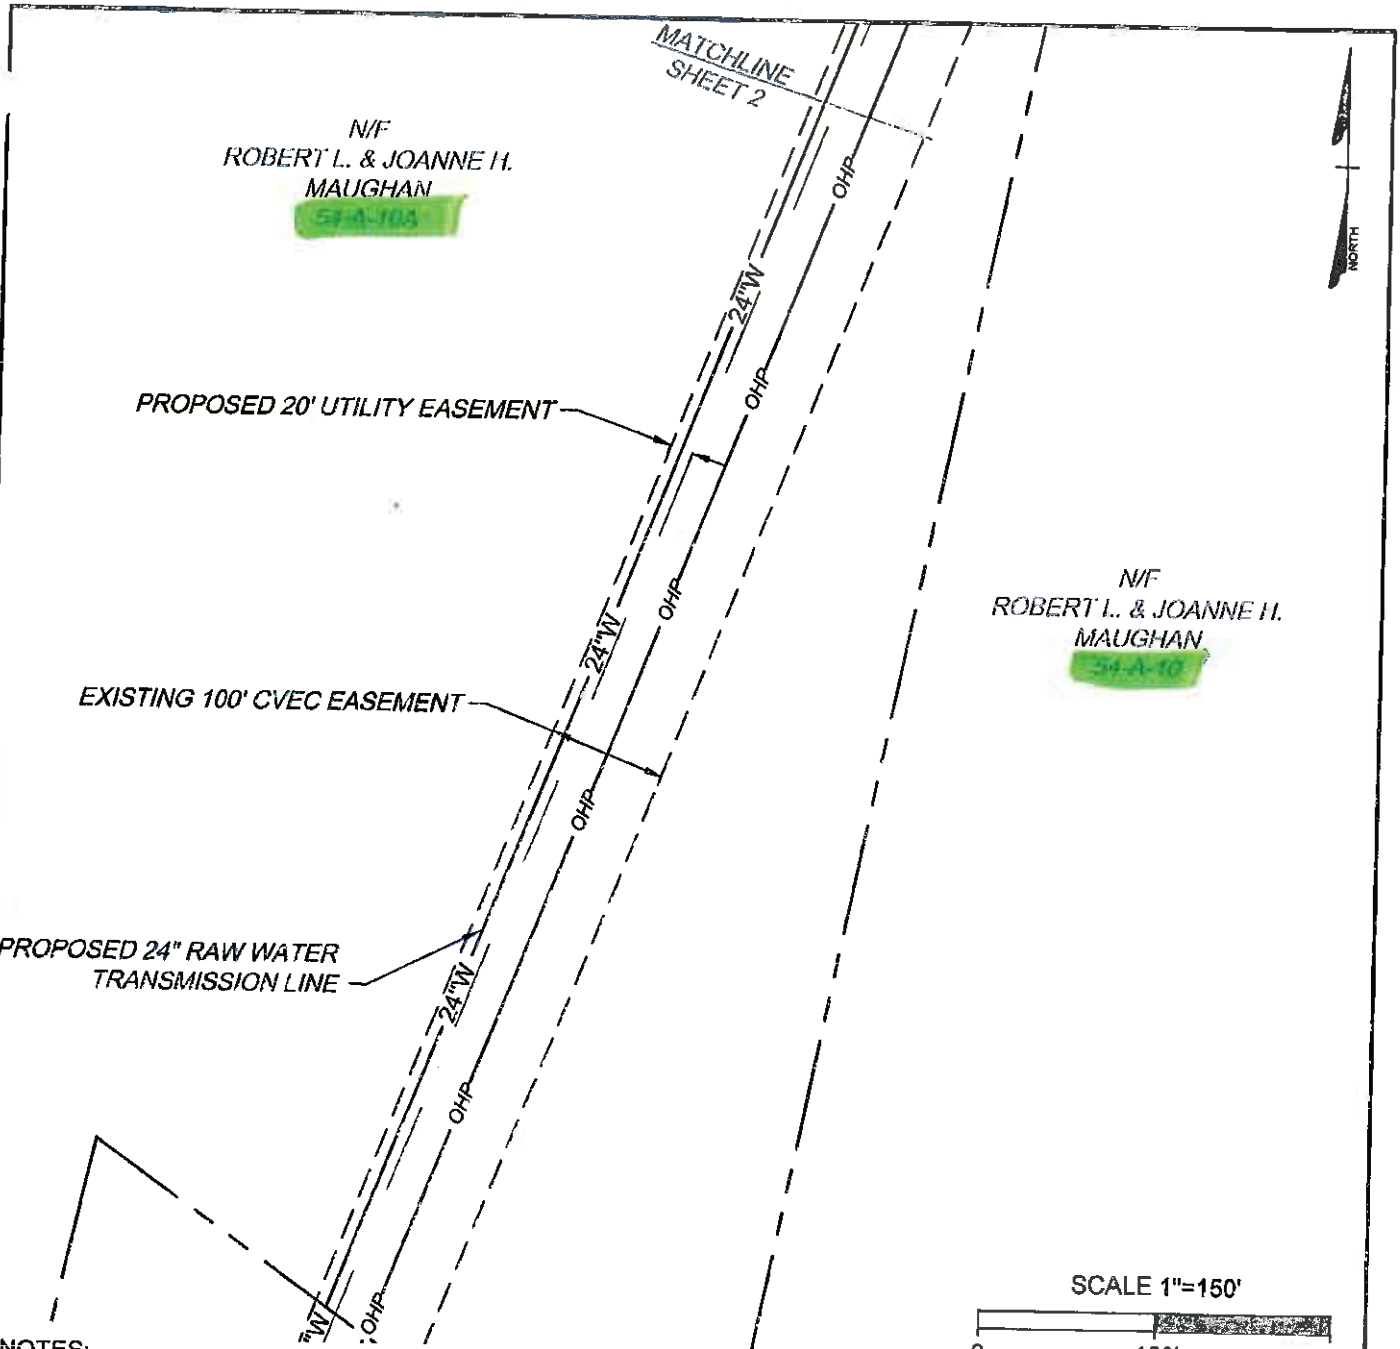 MATCHLINE
SHEET 2
N/F
ROBERT L. & JOANNE H.
MAUGHAN
NORTH
OHP
24"W
OHP
PROPOSED 20' UTILITY EASEMENT
N/F
ROBERT L. & JOANNE H.
MAUGHAN
54-A-10
OHP
24"W
EXISTING 100' CVEC EASEMENT
OHP
PROPOSED 24" RAW WATER
TRANSMISSION LINE
24"W
OHP
SCALE 1"=150'
OHP
"W
NOTES:
0 150'